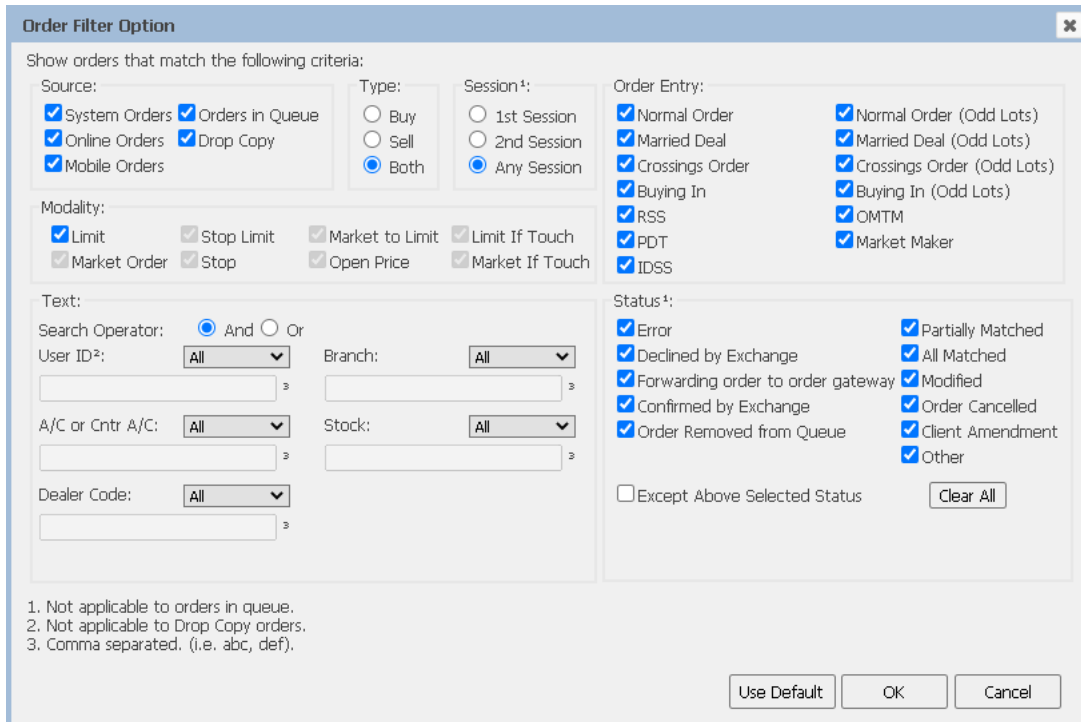 Order Filter Option
Show orders that match the following criteria:
Source:
System Orders Orders in Queue
Online Orders Drop Copy
Mobile Orders
Type:
Buy
Sell
Both
Session¹:
1st Session
2nd Session
Any Session
Order Entry:
Normal Order Normal Order (Odd Lots)
Married Deal Married Deal (Odd Lots)
Crossings Order Crossings Order (Odd Lots)
Buying In Buying In (Odd Lots)
RSS OMTM
PDT Market Maker
IDSS
Modality:
Limit Stop Limit Market to Limit Limit If Touch
Market Order Stop Open Price Market If Touch
Text:
Search Operator: And Or
User ID²: All Branch: All
3 3
A/C or Cntr A/C: All Stock: All
3 3
Dealer Code: All
3
Status¹:
Error Partially Matched
Declined by Exchange All Matched
Forwarding order to order gateway Modified
Confirmed by Exchange Order Cancelled
Order Removed from Queue Client Amendment
Other
Except Above Selected Status Clear All
1. Not applicable to orders in queue.
2. Not applicable to Drop Copy orders.
3. Comma separated. (i.e. abc, def).
Use Default OK Cancel